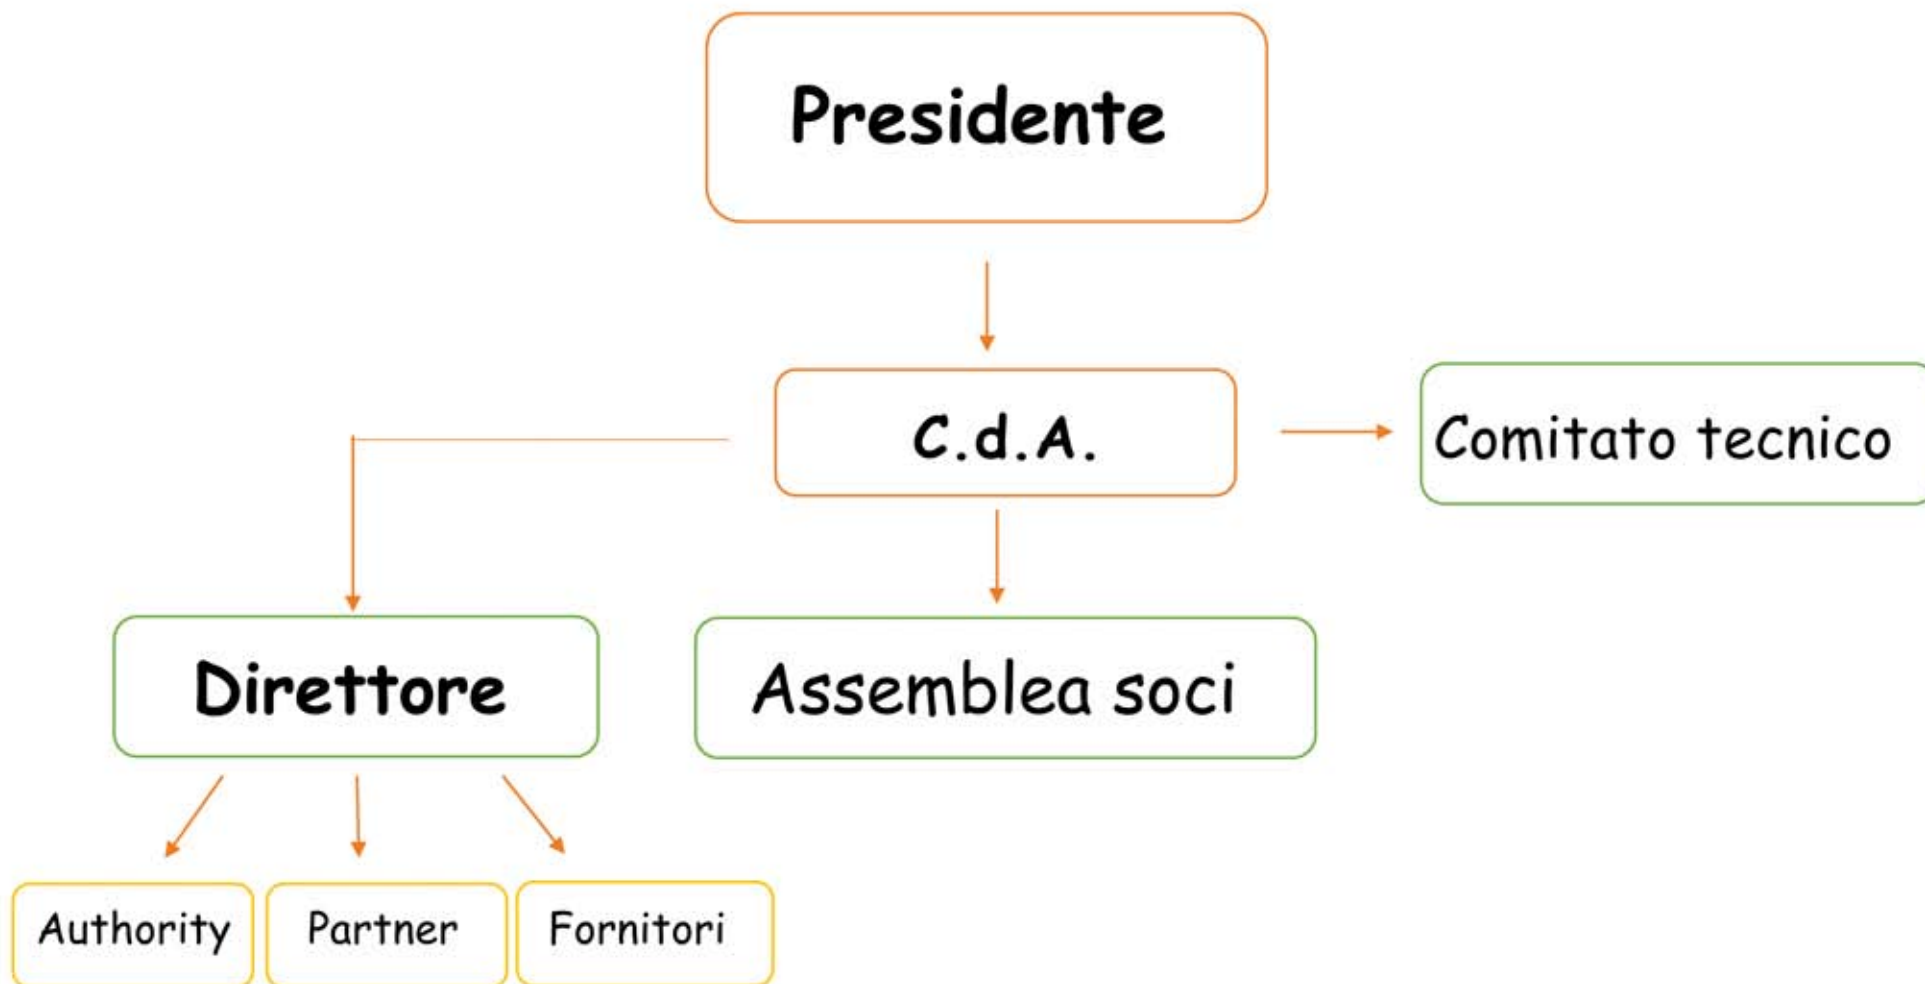 Presidente
C.d.A.
Comitato tecnico
Direttore
Assemblea soci
Authority
Partner
Fornitori